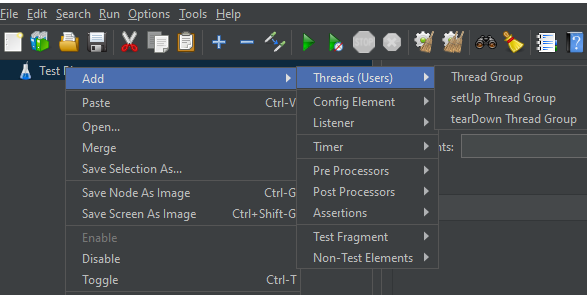 File Edit Search Run Options Tools Help
Test Pl
Add
Paste Ctrl-V
Open...
Merge
Save Selection As...
Save Node As Image Ctrl-G
Save Screen As Image Ctrl+Shift-G
Enable
Disable
Toggle Ctrl-T
Threads (Users)
Config Element
Listener
Timer
Pre Processors
Post Processors
Assertions
Test Fragment
Non-Test Elements
Thread Group
setUp Thread Group
tearDown Thread Group
nts: